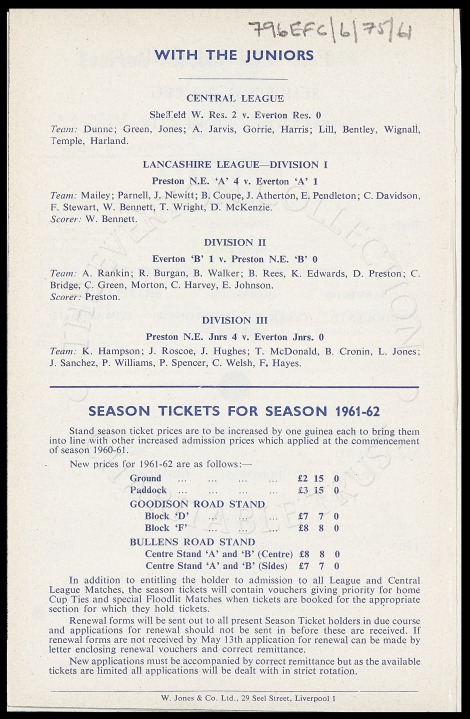 796EFC/6/75/61
WITH THE JUNIORS
CENTRAL LEAGUE
Sheffield W. Res. 2 v. Everton Res. 0
Team: Dunne; Green, Jones; A. Jarvis, Gorrie, Harris; Lill, Bentley, Wignall,
Temple, Harland.
LANCASHIRE LEAGUE—DIVISION I
Preston N.E. 'A' 4 v. Everton 'A' 1
Team: Mailey; Parnell, J. Newitt; B. Coupe, J. Atherton, E. Pendleton; C. Davidson,
F. Stewart, W. Bennett, T. Wright, D. McKenzie.
Scorer: W. Bennett.
DIVISION II
Everton 'B' 1 v. Preston N.E. 'B' 0
Team: A. Rankin; R. Burgan, B. Walker; B. Rees, K. Edwards, D. Preston; C.
Bridge, C. Green, Morton, C. Harvey, E. Johnson.
Scorer: Preston.
DIVISION III
Preston N.E. Jnrs 4 v. Everton Jnrs. 0
Team: K. Hampson; J. Roscoe, J. Hughes; T. McDonald, B. Cronin, L. Jones;
J. Sanchez, P. Williams, P. Spencer, C. Welsh, F. Hayes.
SEASON TICKETS FOR SEASON 1961-62
Stand season ticket prices are to be increased by one guinea each to bring them
into line with other increased admission prices which applied at the commencement
of season 1960-61.
New prices for 1961-62 are as follows:—
Ground ... ... ... ... £2 15 0
Paddock ... ... ... ... £3 15 0
GOODISON ROAD STAND
Block 'D' ... ... ... £7 7 0
Block 'F' ... ... ... £8 8 0
BULLENS ROAD STAND
Centre Stand 'A' and 'B' (Centre) £8 8 0
Centre Stand 'A' and 'B' (Sides) £7 7 0
In addition to entitling the holder to admission to all League and Central
League Matches, the season tickets will contain vouchers giving priority for home
Cup Ties and special Floodlit Matches when tickets are booked for the appropriate
section for which they hold tickets.
Renewal forms will be sent out to all present Season Ticket holders in due course
and applications for renewal should not be sent in before these are received. If
renewal forms are not received by May 13th application for renewal can be made by
letter enclosing renewal vouchers and correct remittance.
New applications must be accompanied by correct remittance but as the available
tickets are limited all applications will be dealt with in strict rotation.
W. Jones & Co. Ltd., 29 Seel Street, Liverpool 1